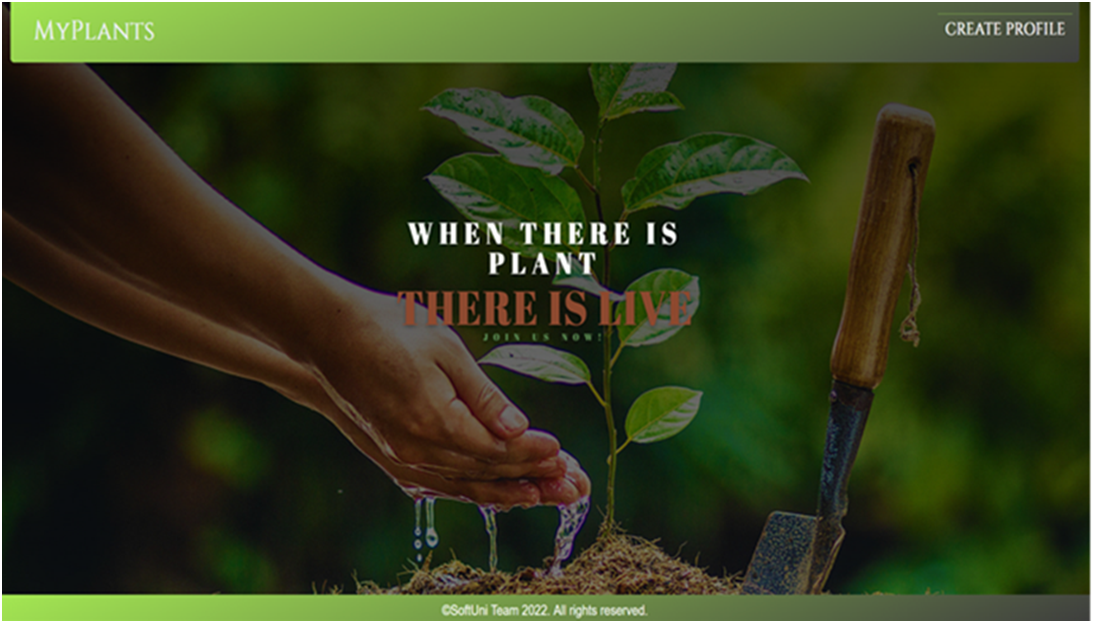 MyPlants
CREATE PROFILE
WHEN THERE IS
PLANT
THERE IS LIVE
JOIN US NOW!
©SoftUni Team 2022. All rights reserved.